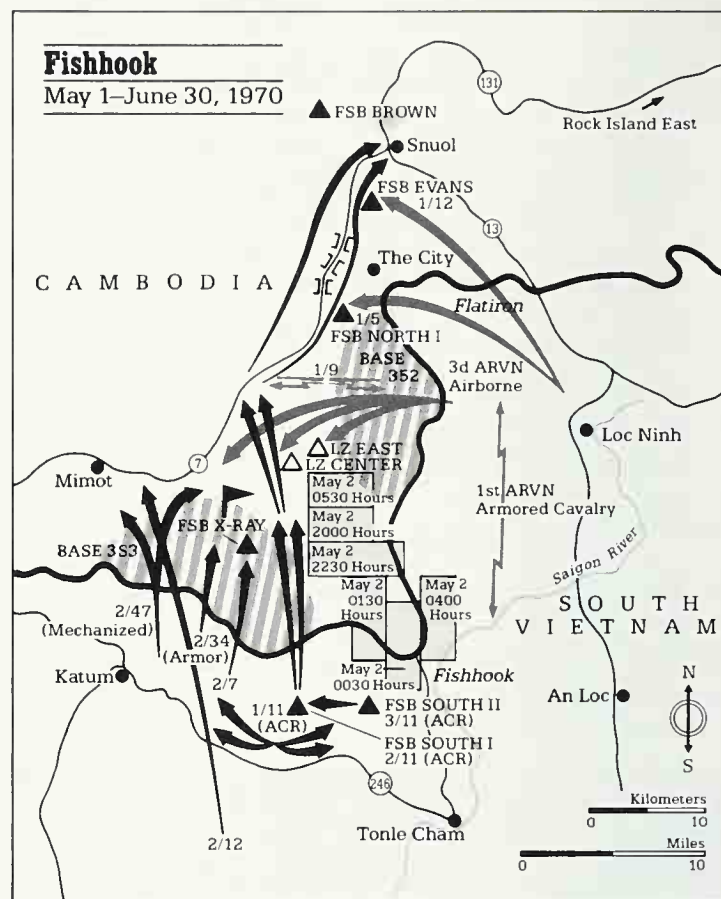 Fishhook
May 1–June 30, 1970
FSB BROWN
131
Rock Island East
Snuol
FSB EVANS
1/12
13
The City
CAMBODIA
Flatiron
1/5
FSB NORTH I
BASE
352
3d ARVN
Airborne
1/9
Loc Ninh
LZ EAST
LZ CENTER
7
Mimot
May 2
0530 Hours
1st ARVN
Armored Cavalry
FSB X-RAY
May 2
2000 Hours
BASE 353
May 2
2230 Hours
Saigon River
May 2
0130
Hours
May 2
0400
Hours
SOUTH
VIETNAM
2/47
(Mechanized)
2/34
(Armor)
2/7
Katum
May 2
0030 Hours
Fishhook
An Loc
N
S
1/11
(ACR)
FSB SOUTH II
3/11 (ACR)
FSB SOUTH I
2/11 (ACR)
246
Kilometers
0 10
Tonle Cham
2/12
Miles
0 10